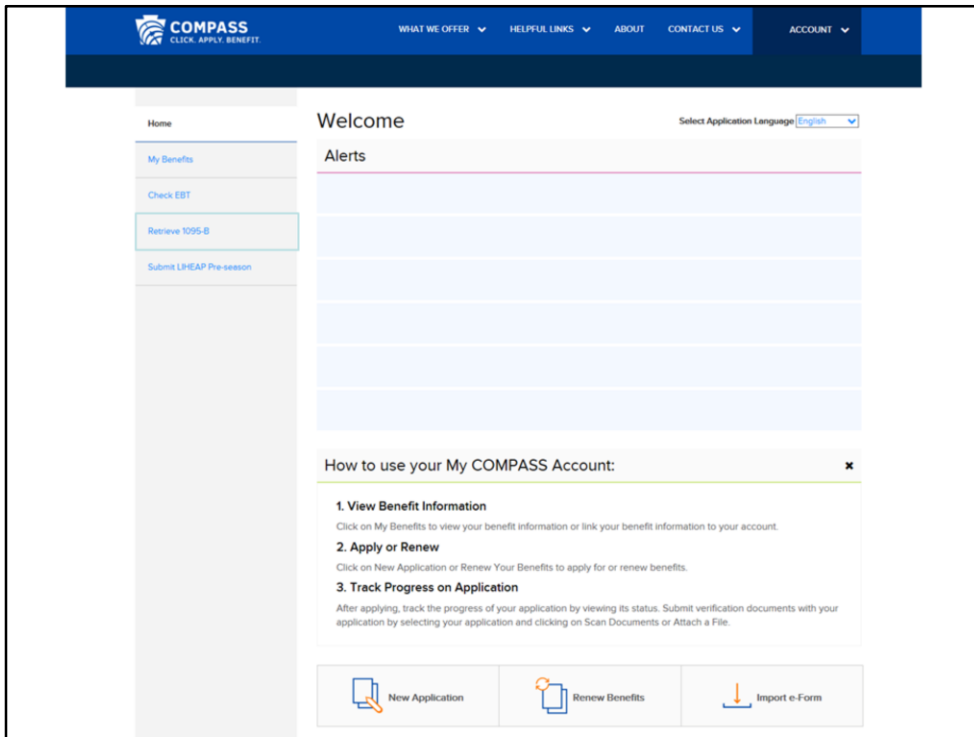 COMPASS
CLICK. APPLY. BENEFIT.
WHAT WE OFFER
HELPFUL LINKS
ABOUT
CONTACT US
ACCOUNT
Home
My Benefits
Check EBT
Retrieve 1095-B
Submit LIHEAP Pre-season
Welcome
Select Application Language English
Alerts
How to use your My COMPASS Account:
1. View Benefit Information
Click on My Benefits to view your benefit information or link your benefit information to your account.
2. Apply or Renew
Click on New Application or Renew Your Benefits to apply for or renew benefits.
3. Track Progress on Application
After applying, track the progress of your application by viewing its status. Submit verification documents with your
application by selecting your application and clicking on Scan Documents or Attach a File.
New Application
Renew Benefits
Import e-Form